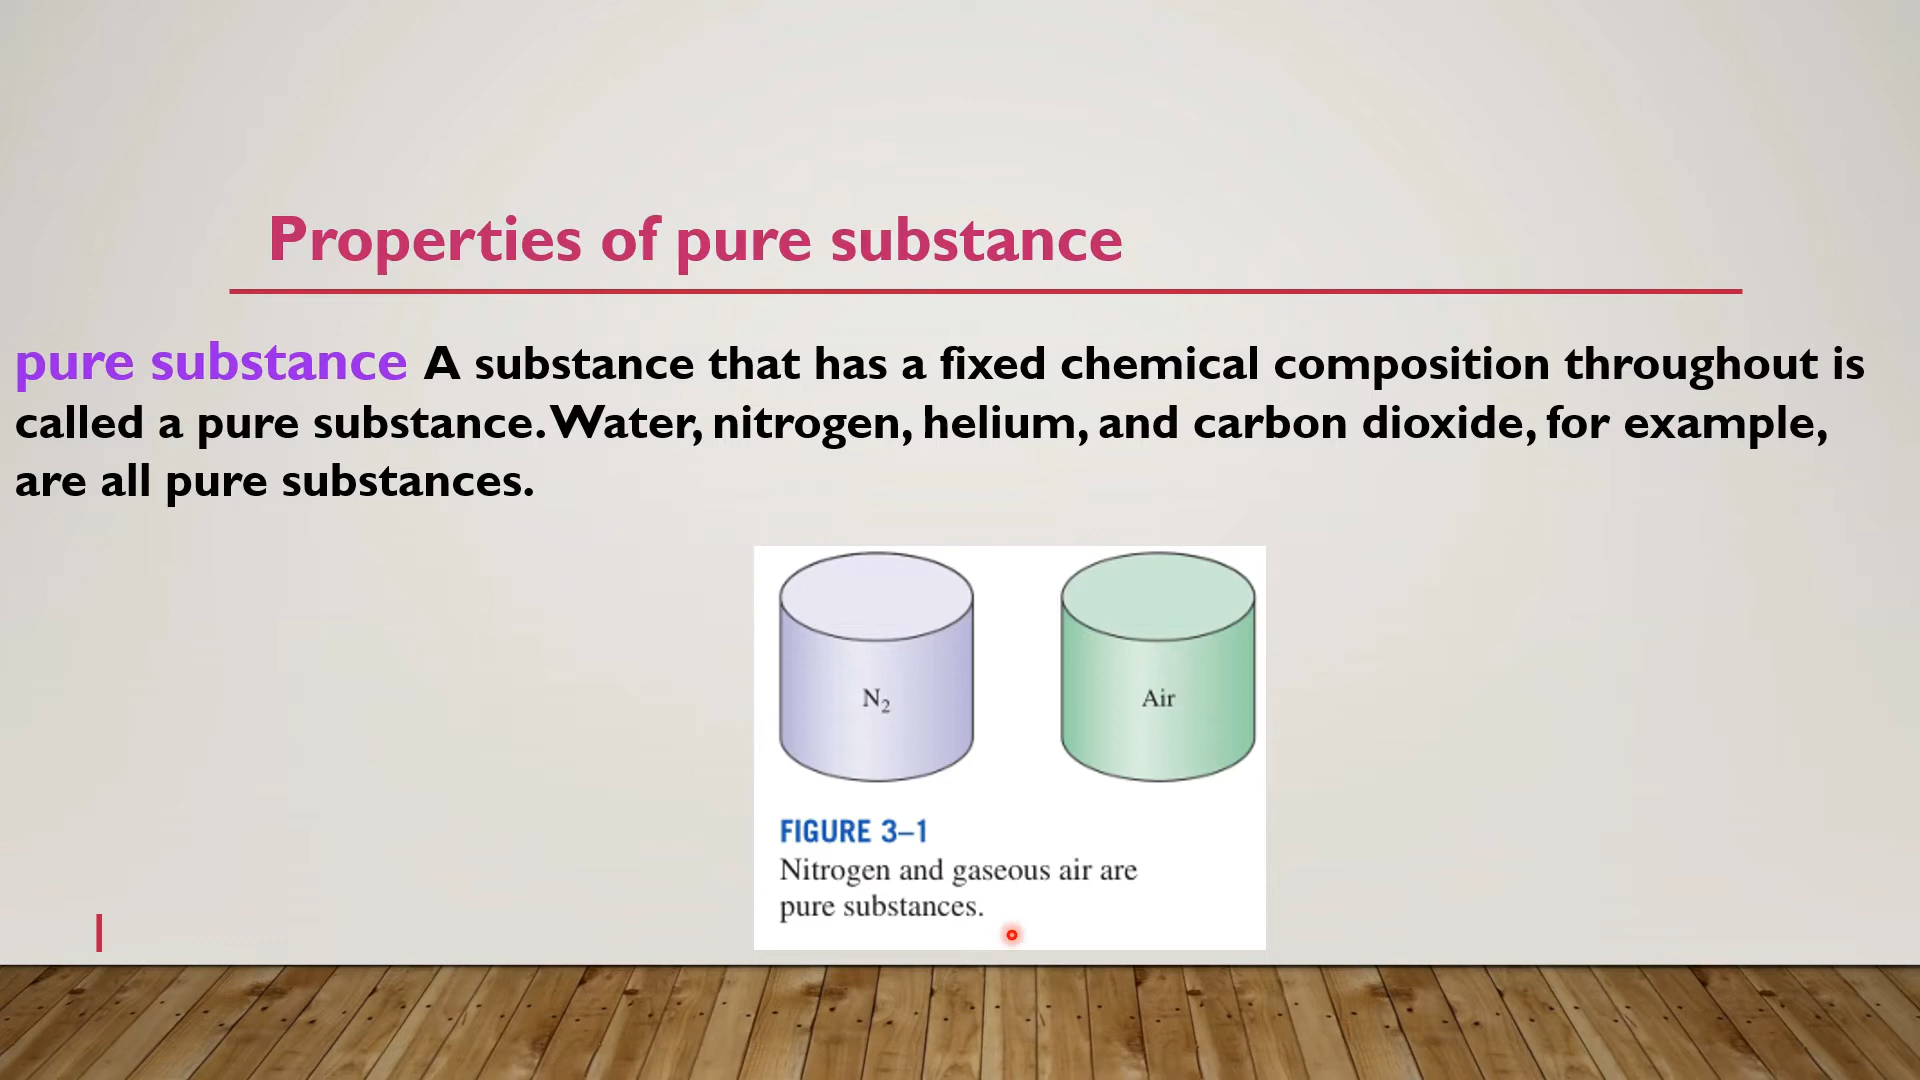 Properties of pure substance
pure substance A substance that has a fixed chemical composition throughout is
called a pure substance. Water, nitrogen, helium, and carbon dioxide, for example,
are all pure substances.
N₂
Air
FIGURE 3–1
Nitrogen and gaseous air are
pure substances.